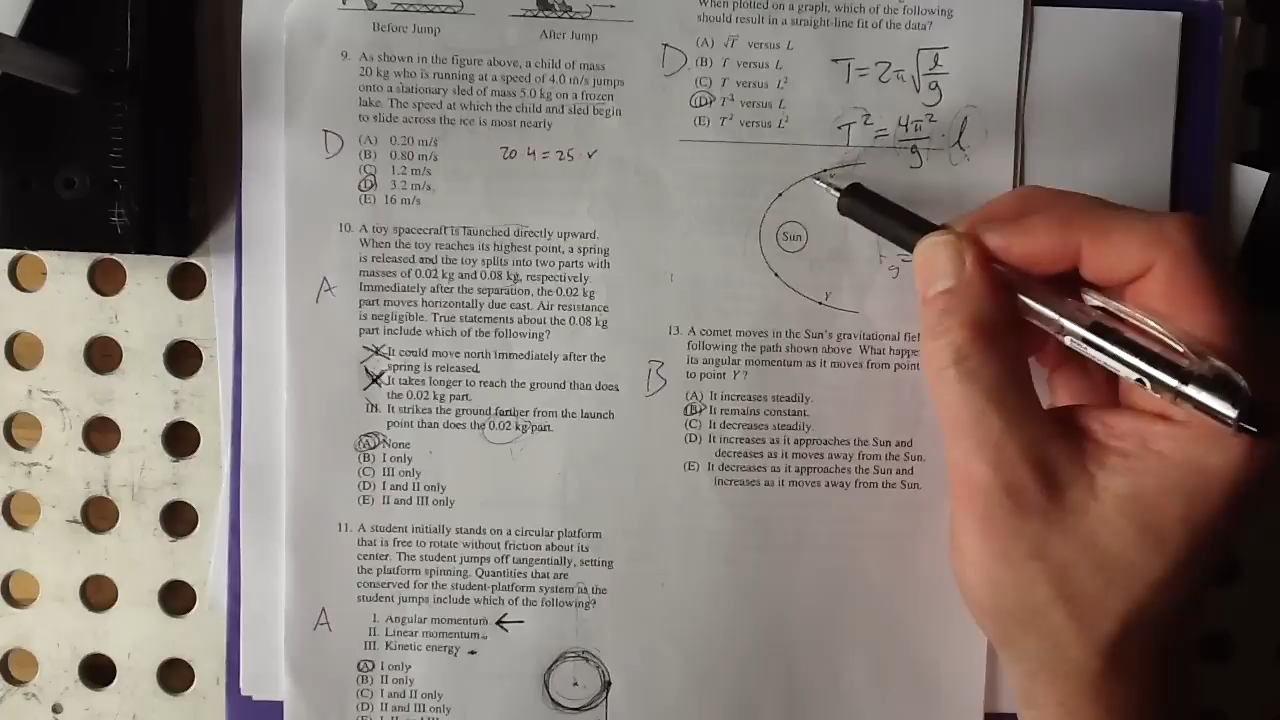 Before Jump
After Jump
9. As shown in the figure above, a child of mass
20 kg who is running at a speed of 4.0 m/s jumps
onto a stationary sled of mass 5.0 kg on a frozen
lake. The speed at which the child and sled begin
to slide across the ice is most nearly
D
(A) 0.20 m/s
(B) 0.80 m/s
(C) 1.2 m/s
(D) 3.2 m/s
(E) 16 m/s
20 4 = 25 v
10. A toy spacecraft is launched directly upward.
When the toy reaches its highest point, a spring
is released and the toy splits into two parts with
masses of 0.02 kg and 0.08 kg, respectively.
Immediately after the separation, the 0.02 kg
part moves horizontally due east. Air resistance
is negligible. True statements about the 0.08 kg
part include which of the following?
A
It could move north immediately after the
spring is released.
It takes longer to reach the ground than does
the 0.02 kg part.
III. It strikes the ground farther from the launch
point than does the 0.02 kg part.
(A) None
(B) I only
(C) III only
(D) I and II only
(E) II and III only
11. A student initially stands on a circular platform
that is free to rotate without friction about its
center. The student jumps off tangentially, setting
the platform spinning. Quantities that are
conserved for the student-platform system as the
student jumps include which of the following?
A
I. Angular momentum
II. Linear momentum
III. Kinetic energy
(A) I only
(B) II only
(C) I and II only
(D) II and III only
When plotted on a graph, which of the following
should result in a straight-line fit of the data?
D
(A) √T versus L
(B) T versus L
(C) T versus L²
(D) T² versus L
(E) T² versus L²
T = 2π√(l/g)
T² = 4π²/g · l
Sun
Y
13. A comet moves in the Sun's gravitational
following the path shown above. What
its angular momentum as it moves from point
to point Y?
B
(A) It increases steadily.
(B) It remains constant.
(C) It decreases steadily.
(D) It increases as it approaches the Sun and
decreases as it moves away from the Sun.
(E) It decreases as it approaches the Sun and
increases as it moves away from the Sun.